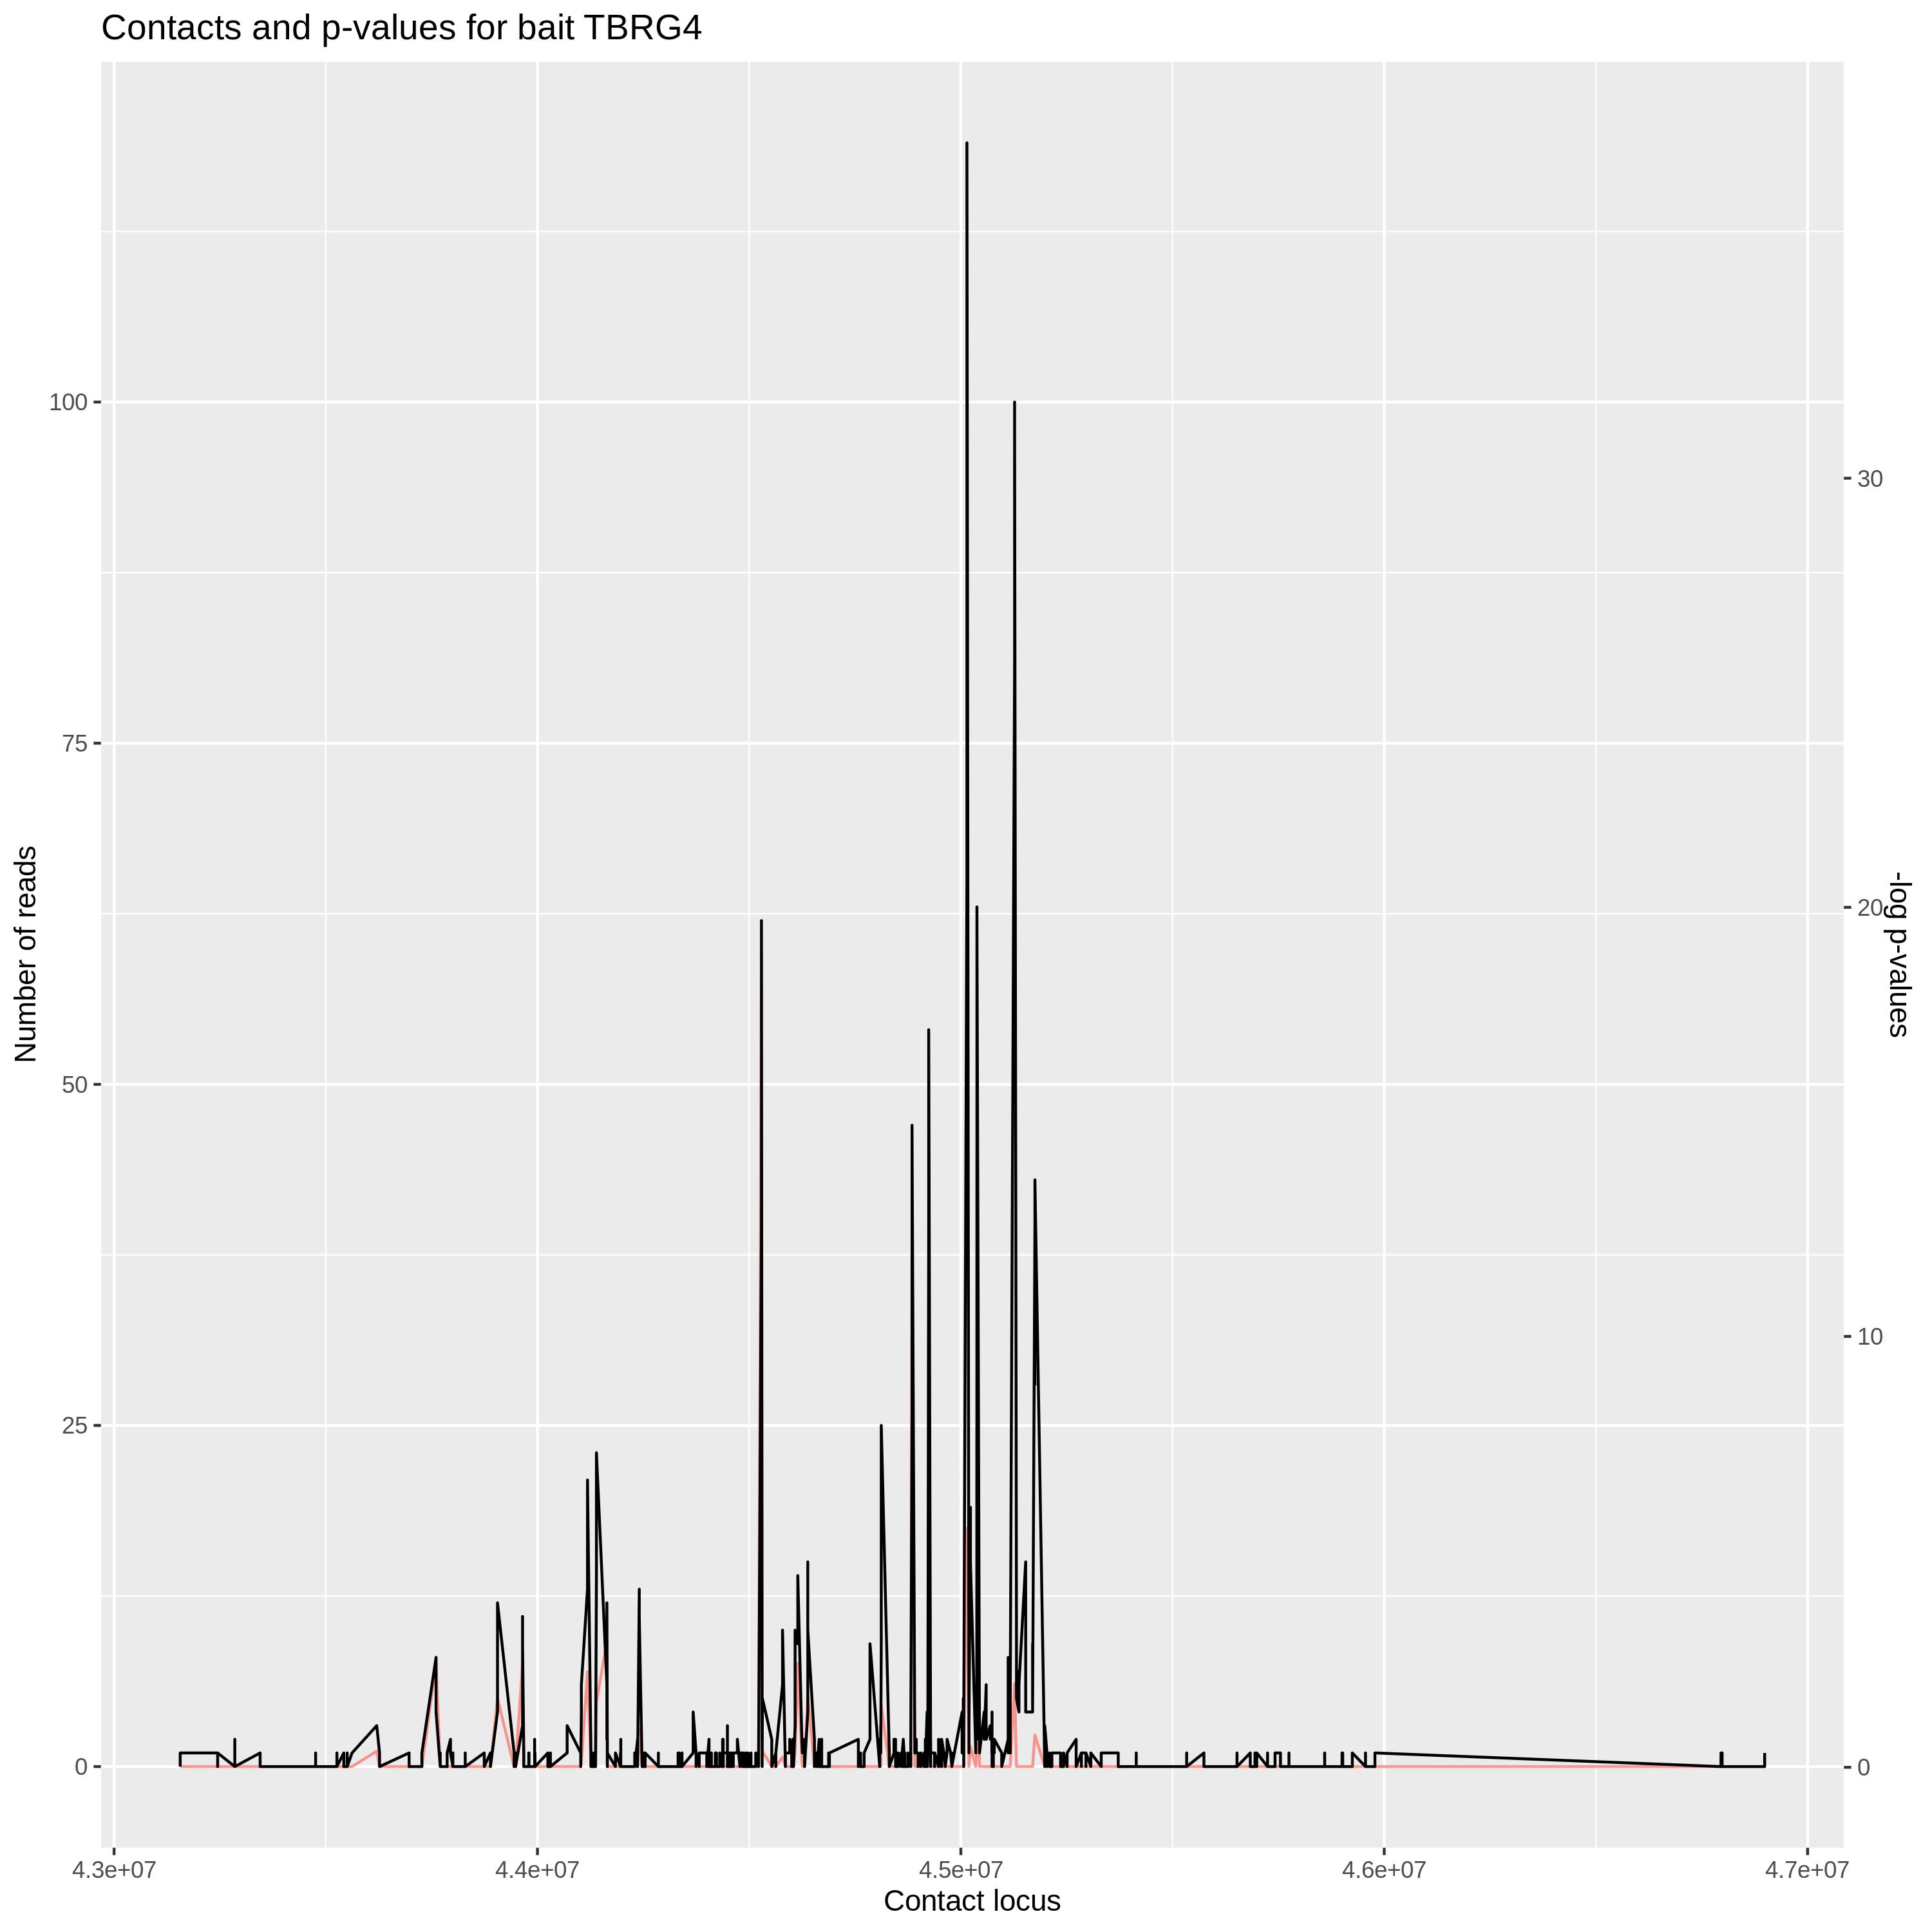 Contacts and p-values for bait TBRG4
Number of reads
100
75
50
25
0
30
20
10
0
-log p-values
4.3e+07
4.4e+07
4.5e+07
4.6e+07
4.7e+07
Contact locus